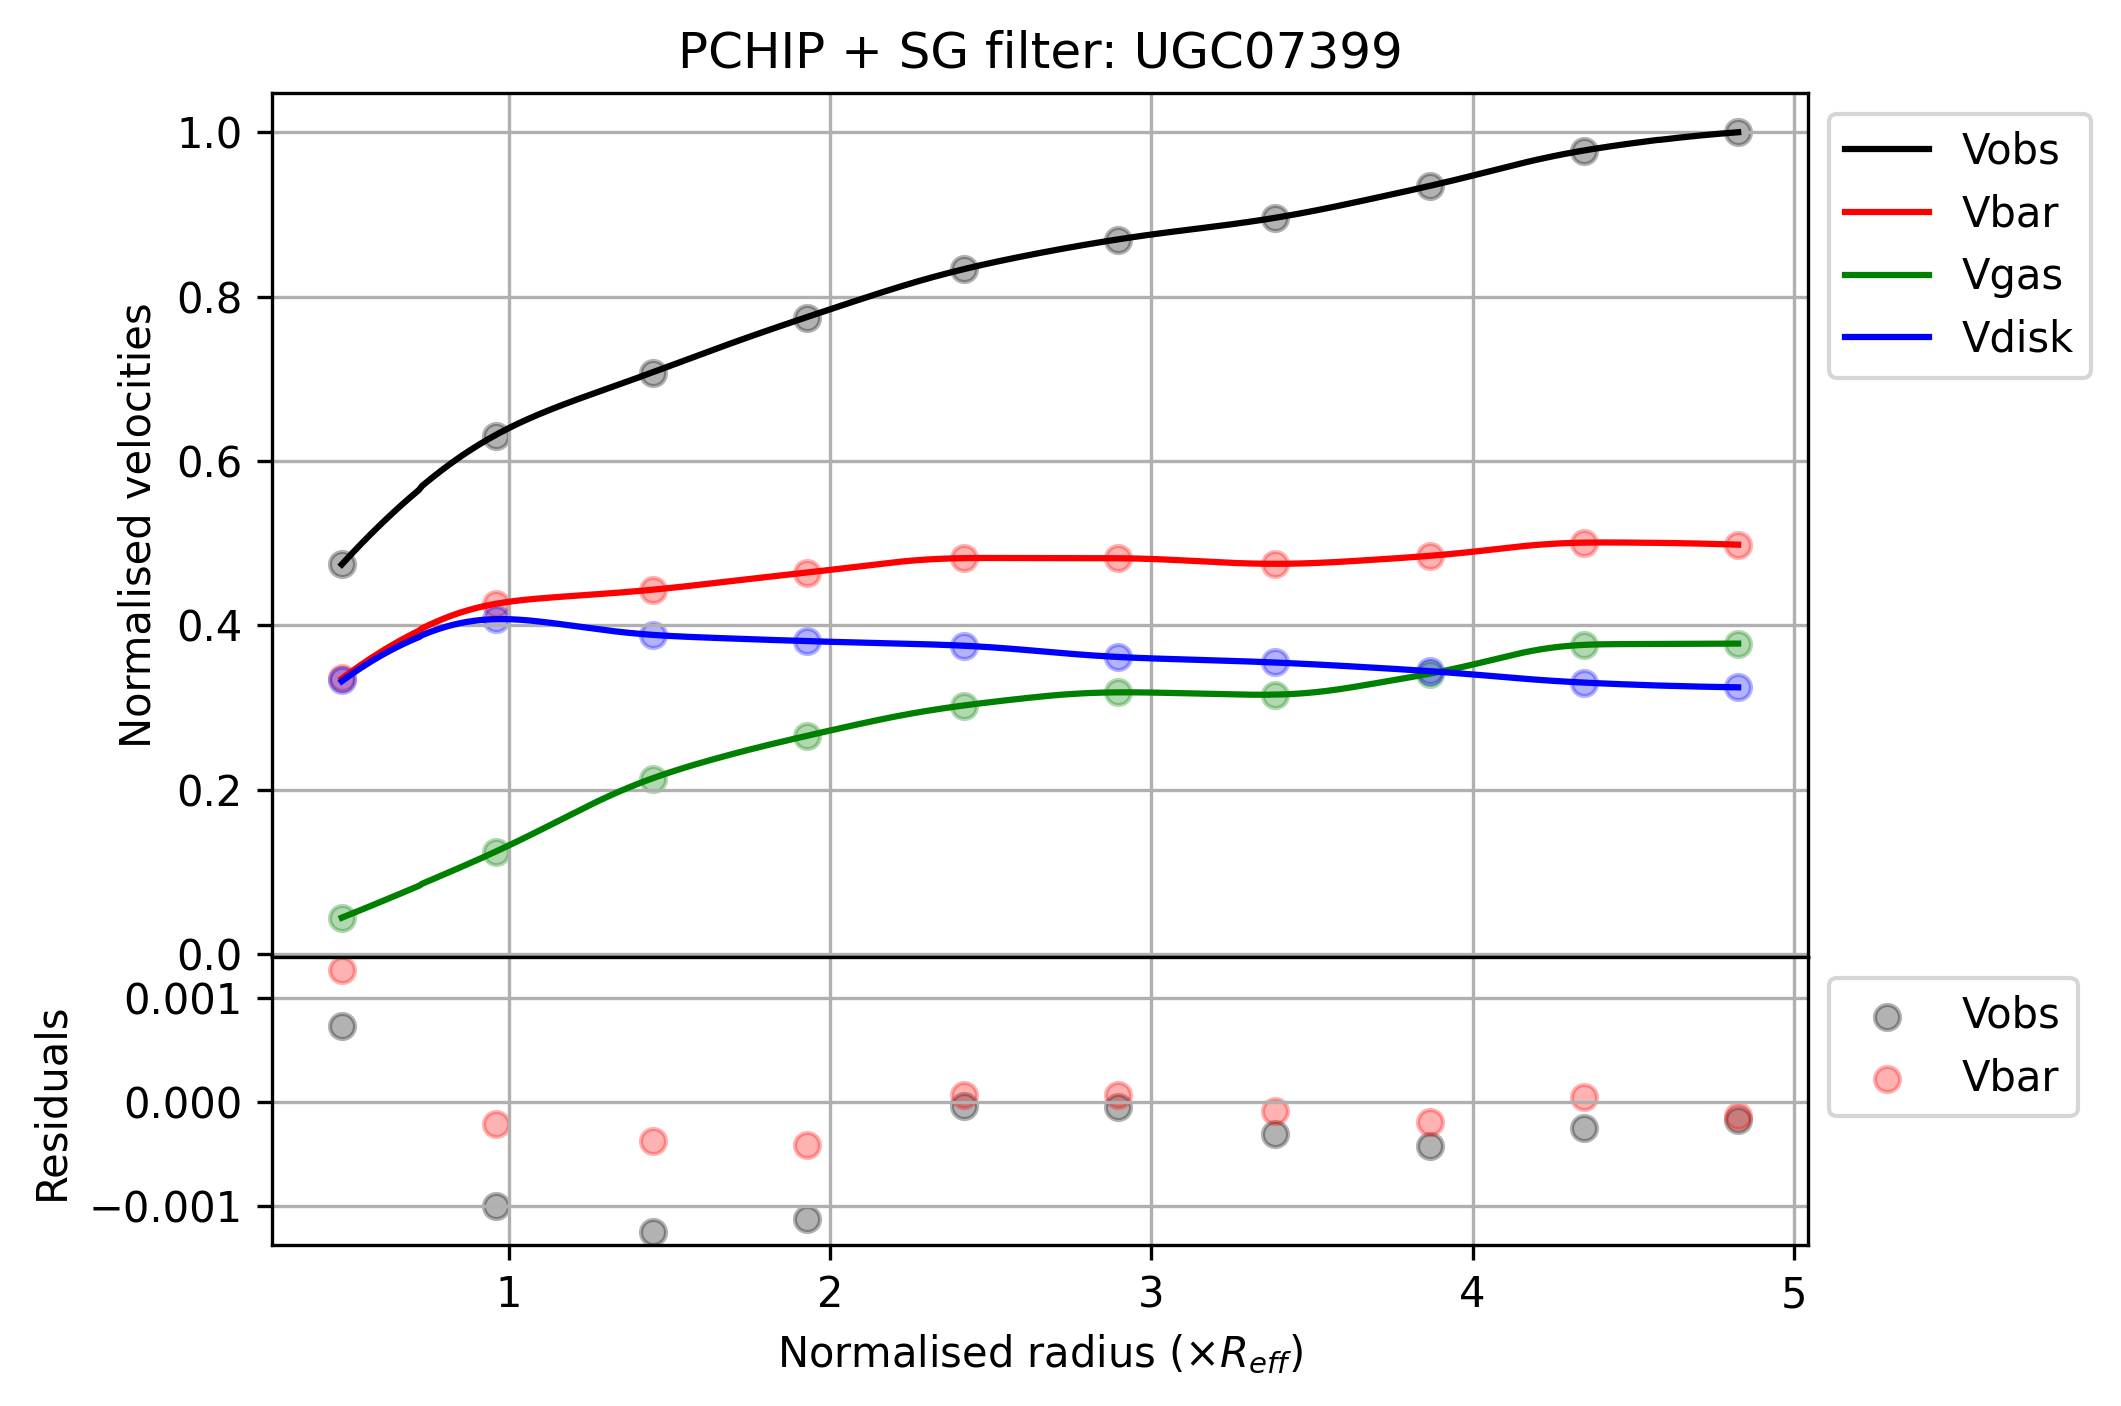 PCHIP + SG filter: UGC07399
1.0
0.8
0.6
0.4
0.2
0.0
Normalised velocities
Vobs
Vbar
Vgas
Vdisk
0.001
0.000
−0.001
Residuals
Vobs
Vbar
1 2 3 4 5
Normalised radius (×R_eff)